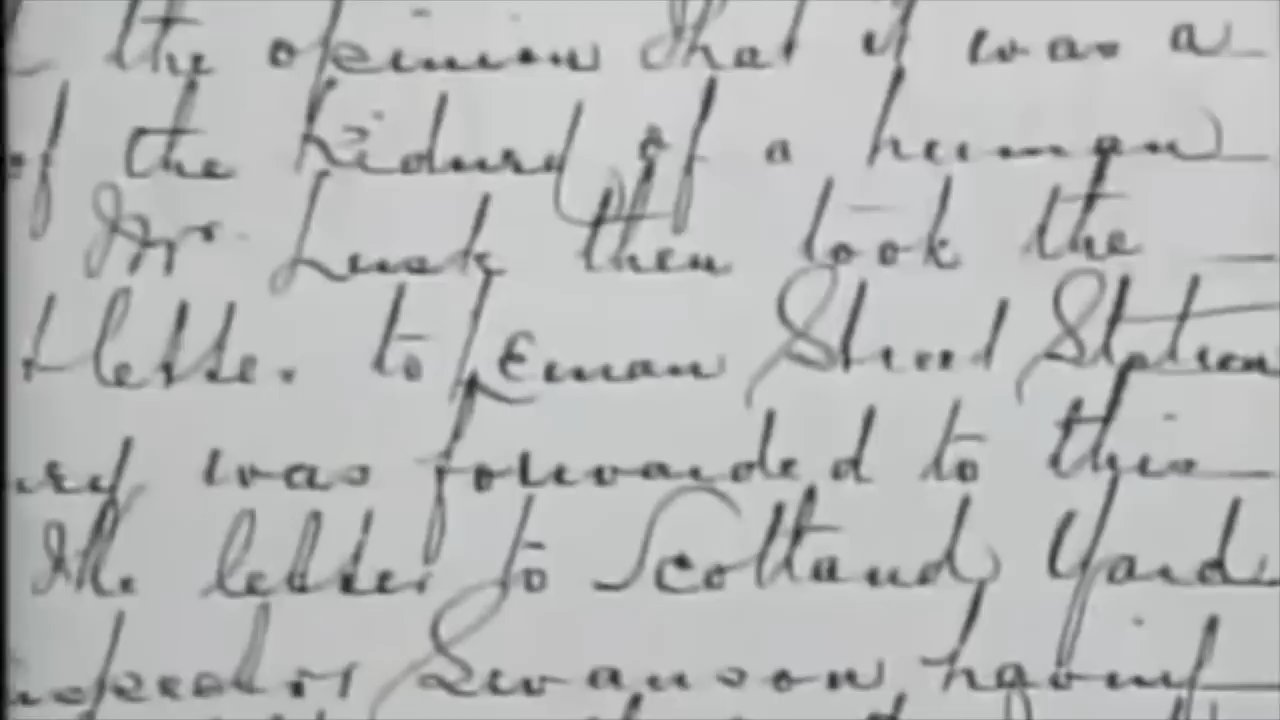 the opinion that it was a
of the Kidney of a human
Mr Lusk then took the
letter to Leman Street Station
was forwarded to this
the letter to Scotland Yard
Inspector Swanson having